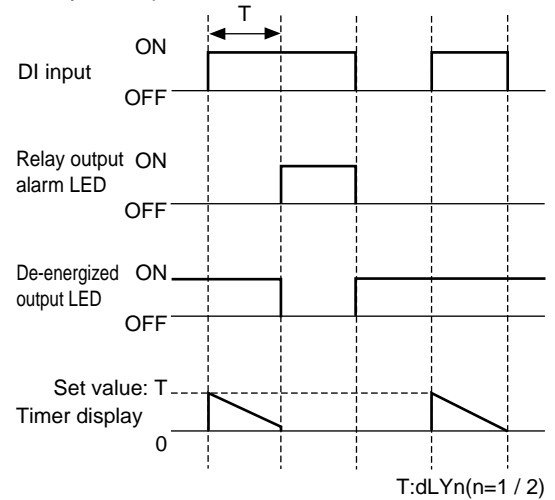 T
ON
DI input
OFF
Relay output ON
alarm LED
OFF
De-energized ON
output LED
OFF
Set value: T
Timer display
0
T:dLYn(n=1 / 2)